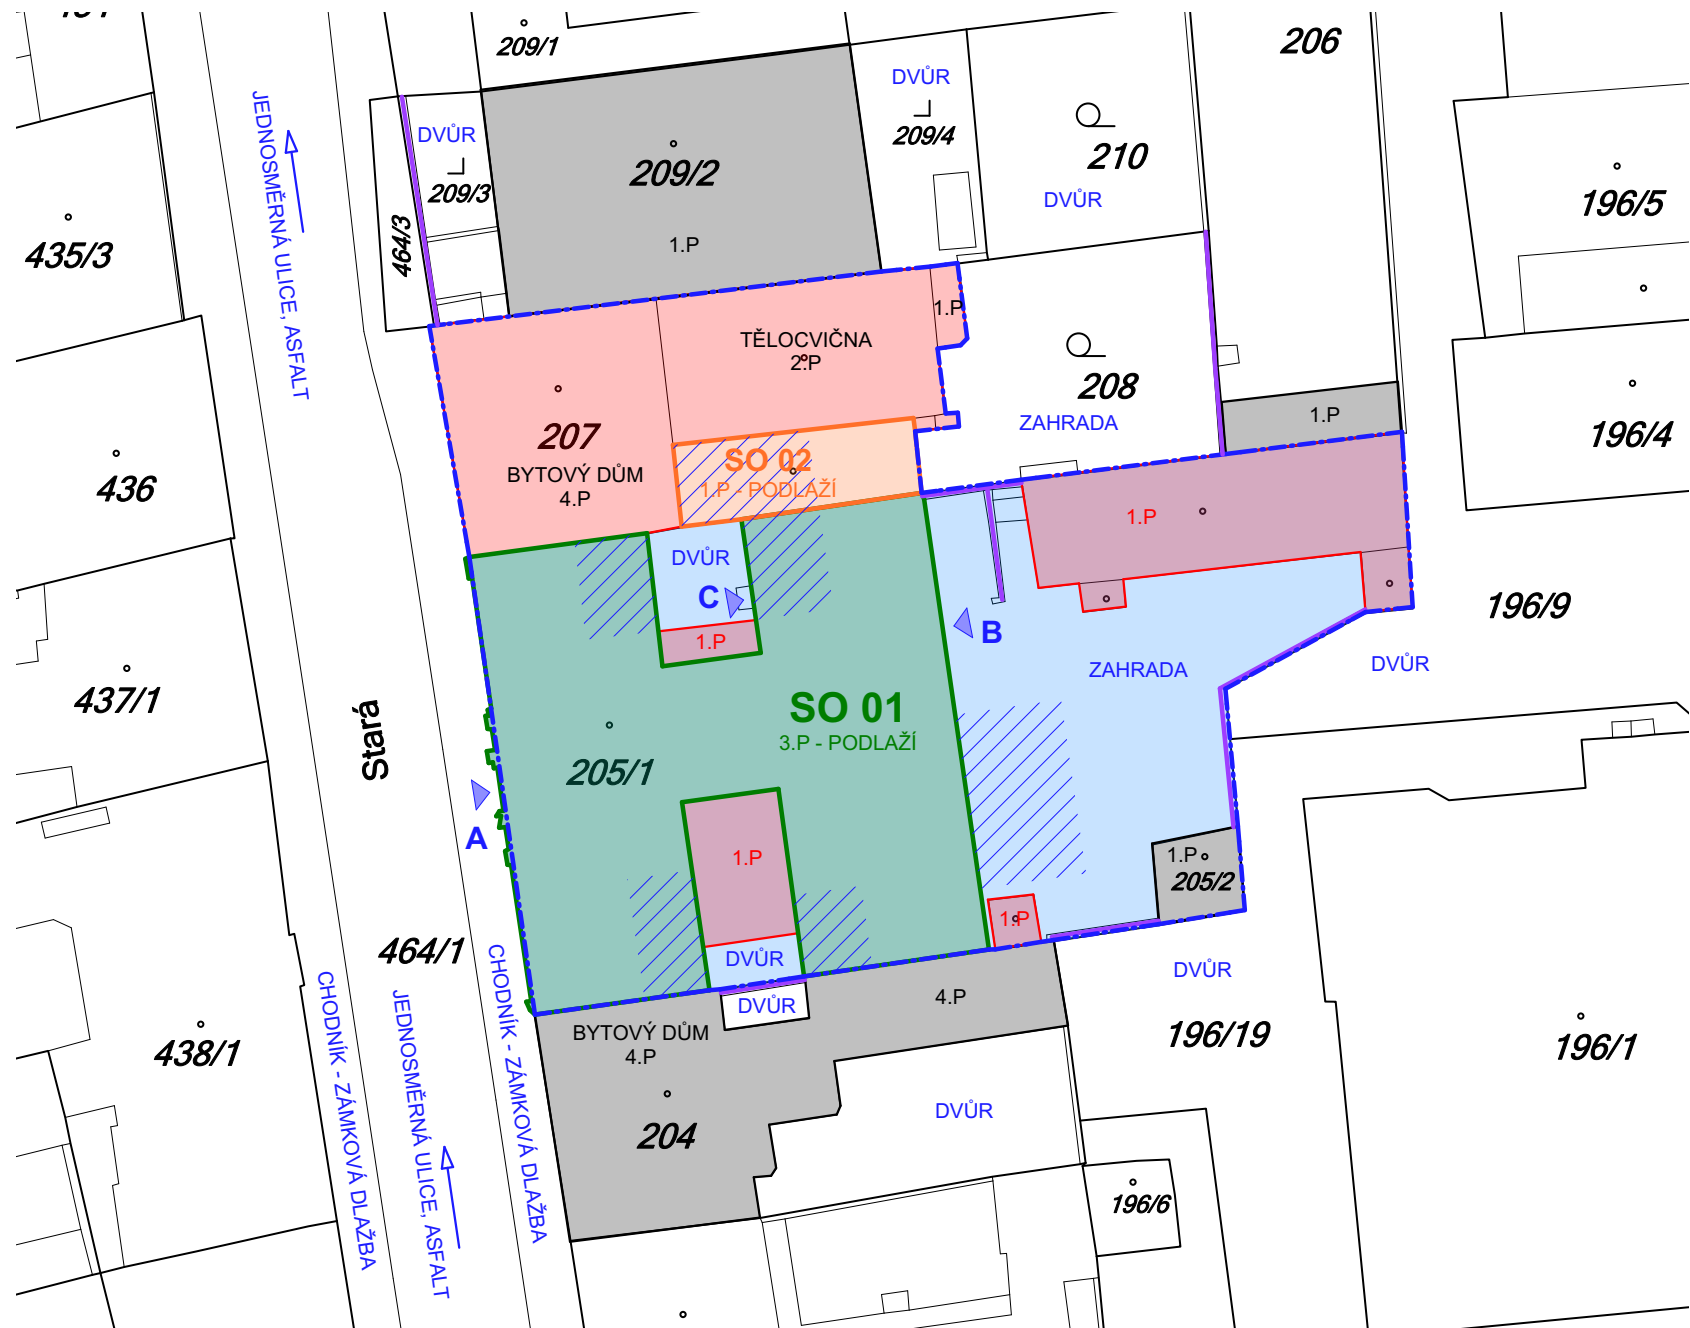 209/1
206
DVŮR
209/4
210
DVŮR
DVŮR
209/3
464/3
209/2
1.P
196/5
435/3
JEDNOSMĚRNÁ ULICE, ASFALT
TĚLOCVIČNA
2.P
1.P
208
ZAHRADA
1.P
196/4
207
BYTOVÝ DŮM
4.P
SO 02
1.P - PODLAŽÍ
436
1.P
DVŮR
C
1.P
B
196/9
DVŮR
ZAHRADA
437/1
Stará
SO 01
3.P - PODLAŽÍ
205/1
A
1.P
1.P
205/2
1.P
DVŮR
464/1
DVŮR
4.P
DVŮR
196/19
196/1
438/1
CHODNÍK - ZÁMKOVÁ DLAŽBA
JEDNOSMĚRNÁ ULICE, ASFALT
CHODNÍK - ZÁMKOVÁ DLAŽBA
BYTOVÝ DŮM
4.P
204
DVŮR
196/6